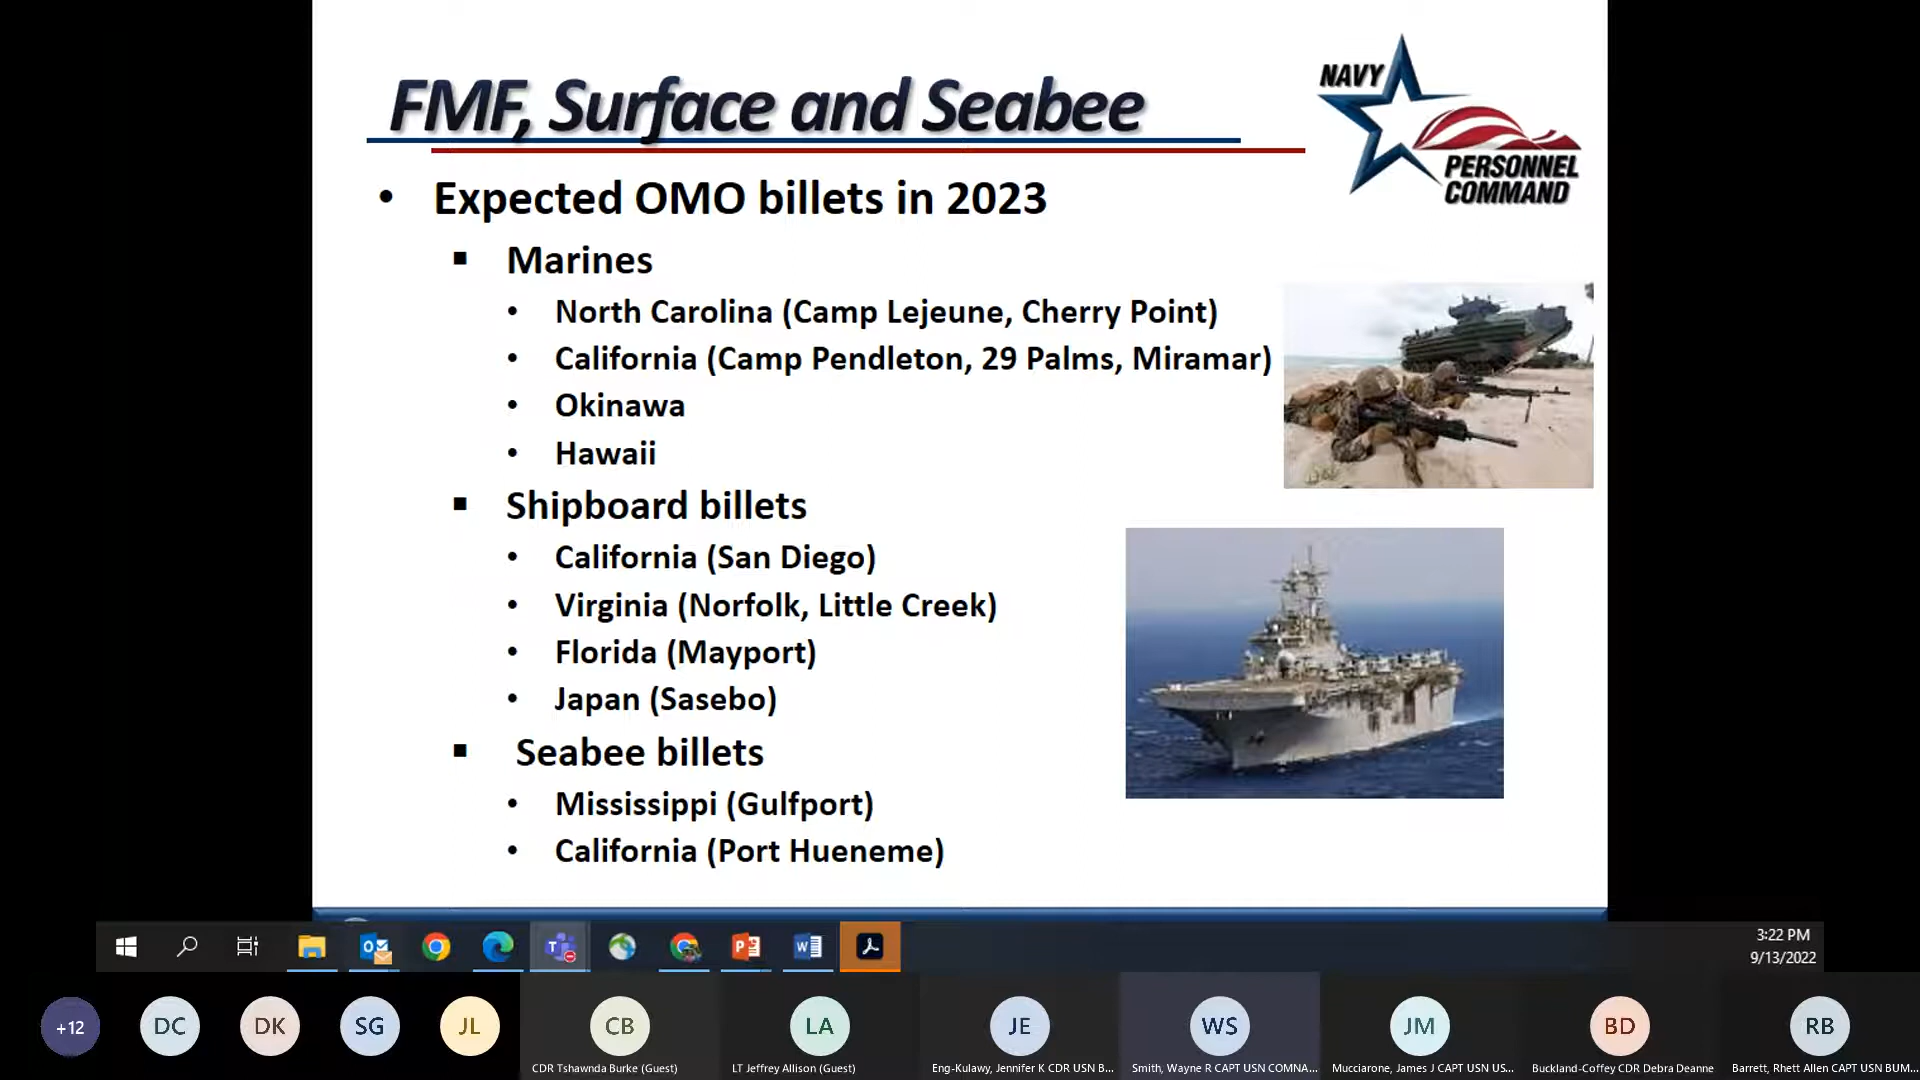 FMF, Surface and Seabee
NAVY
PERSONNEL
COMMAND
• Expected OMO billets in 2023
▪ Marines
• North Carolina (Camp Lejeune, Cherry Point)
• California (Camp Pendleton, 29 Palms, Miramar)
• Okinawa
• Hawaii
▪ Shipboard billets
• California (San Diego)
• Virginia (Norfolk, Little Creek)
• Florida (Mayport)
• Japan (Sasebo)
▪ Seabee billets
• Mississippi (Gulfport)
• California (Port Hueneme)
3:22 PM
9/13/2022
+12 DC DK SG JL CB LA JE WS JM BD RB
CDR Tshawnda Burke (Guest) LT Jeffrey Allison (Guest) Eng-Kulawy, Jennifer K CDR USN B... Smith, Wayne R CAPT USN COMNA... Mucciarone, James J CAPT USN US... Buckland-Coffey CDR Debra Deanne Barrett, Rhett Allen CAPT USN BUM...